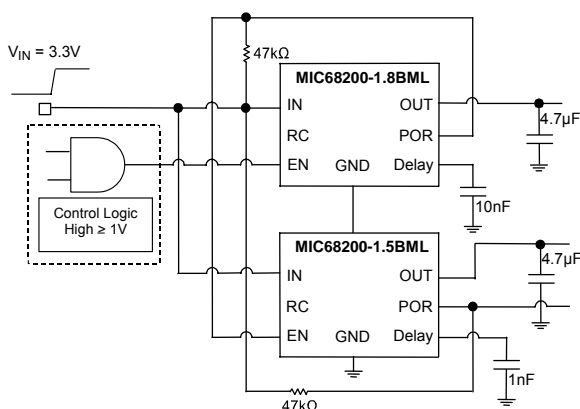 V_IN = 3.3V
47kΩ
MIC68200-1.8BML
IN
OUT
4.7µF
RC
POR
EN
GND
Delay
Control Logic
High ≥ 1V
10nF
MIC68200-1.5BML
IN
OUT
4.7µF
RC
POR
EN
GND
Delay
1nF
47kΩ